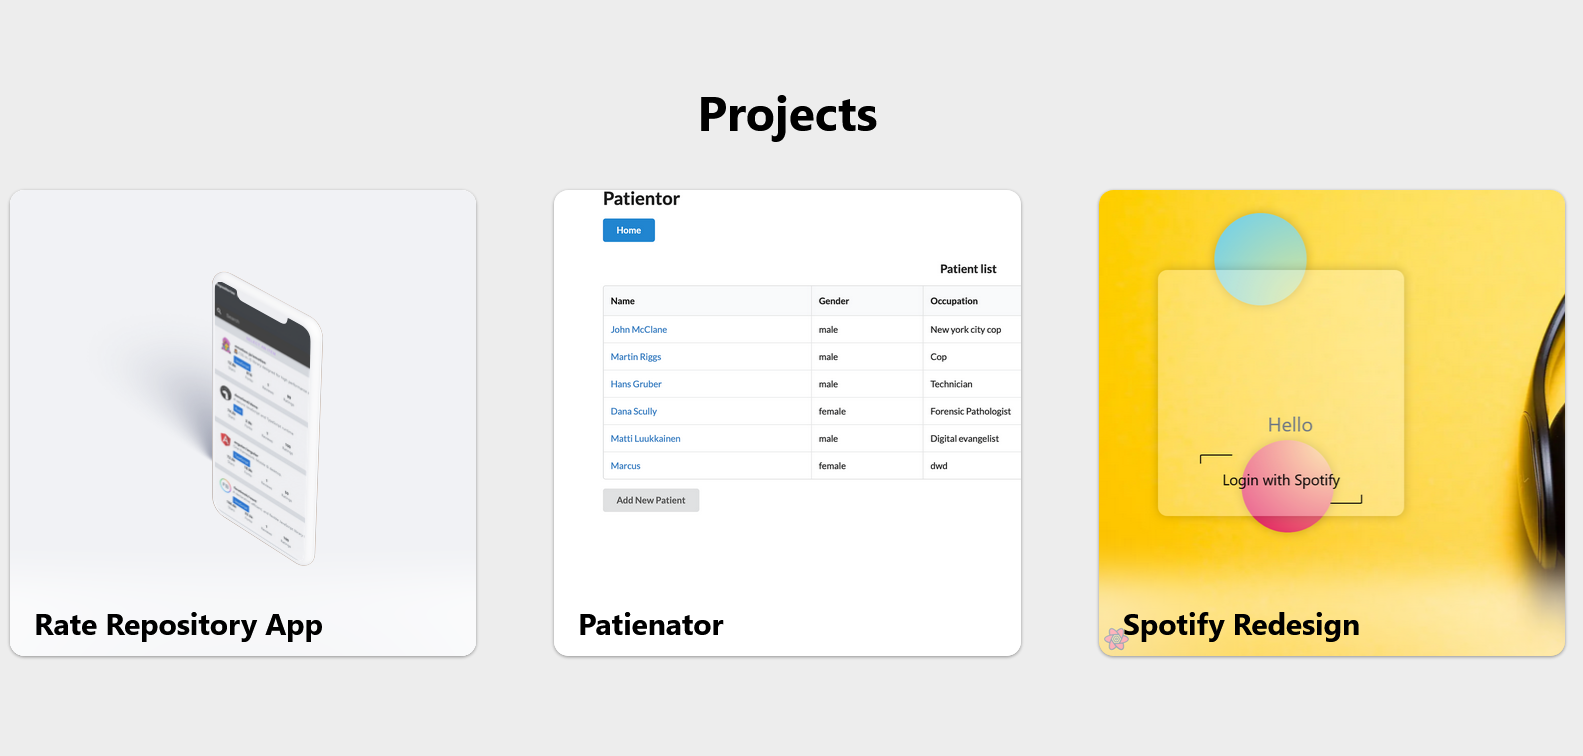 Projects
Rate Repository App
Patientor
Home
Patient list
Name Gender Occupation
John McClane male New york city cop
Martin Riggs male Cop
Hans Gruber male Technician
Dana Scully female Forensic Pathologist
Matti Luukkainen male Digital evangelist
Marcus female dwd
Add New Patient
Patienator
Hello
Login with Spotify
Spotify Redesign